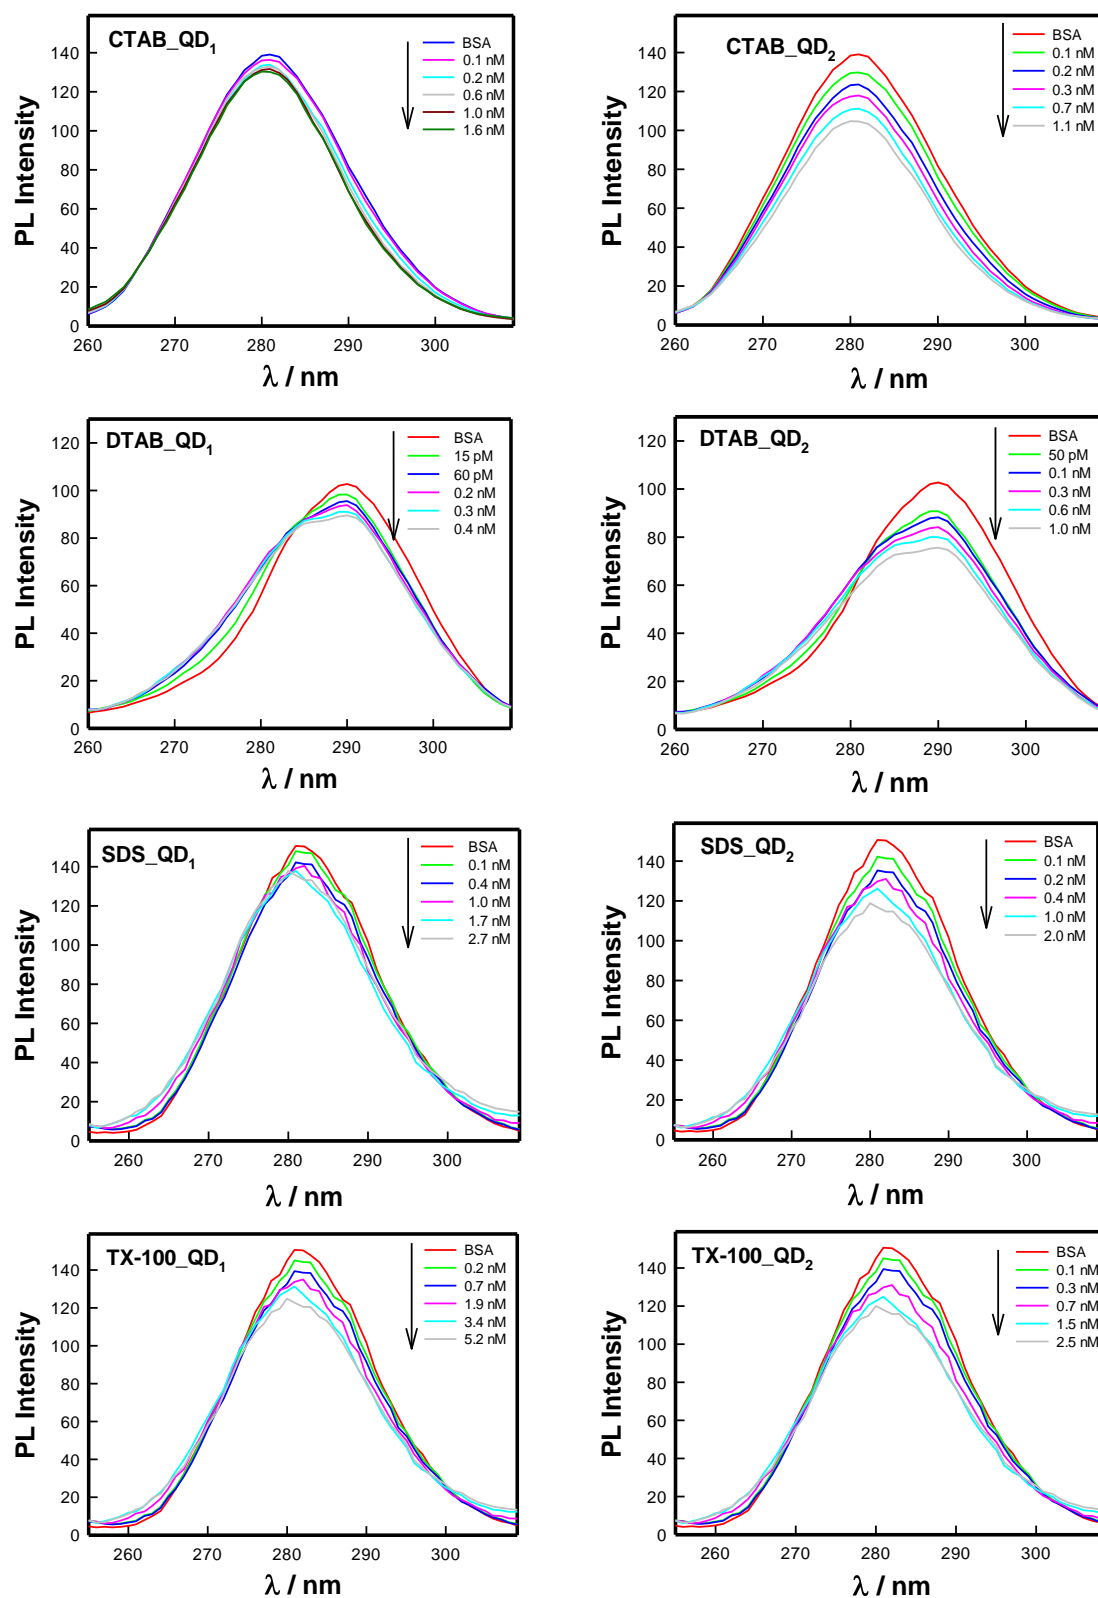 CTAB_QD1
BSA
0.1 nM
0.2 nM
0.6 nM
1.0 nM
1.6 nM
140
120
100
80
60
40
20
0
260 270 280 290 300
PL Intensity
λ / nm
CTAB_QD2
BSA
0.1 nM
0.2 nM
0.3 nM
0.7 nM
1.1 nM
140
120
100
80
60
40
20
0
260 270 280 290 300
PL Intensity
λ / nm
DTAB_QD1
BSA
15 pM
60 pM
0.2 nM
0.3 nM
0.4 nM
120
100
80
60
40
20
0
260 270 280 290 300
PL Intensity
λ / nm
DTAB_QD2
BSA
50 pM
0.1 nM
0.3 nM
0.6 nM
1.0 nM
120
100
80
60
40
20
0
260 270 280 290 300
PL Intensity
λ / nm
SDS_QD1
BSA
0.1 nM
0.4 nM
1.0 nM
1.7 nM
2.7 nM
140
120
100
80
60
40
20
0
260 270 280 290 300
PL Intensity
λ / nm
SDS_QD2
BSA
0.1 nM
0.2 nM
0.4 nM
1.0 nM
2.0 nM
140
120
100
80
60
40
20
0
260 270 280 290 300
PL Intensity
λ / nm
TX-100_QD1
BSA
0.2 nM
0.7 nM
1.9 nM
3.4 nM
5.2 nM
140
120
100
80
60
40
20
0
260 270 280 290 300
PL Intensity
λ / nm
TX-100_QD2
BSA
0.1 nM
0.3 nM
0.7 nM
1.5 nM
2.5 nM
140
120
100
80
60
40
20
0
260 270 280 290 300
PL Intensity
λ / nm